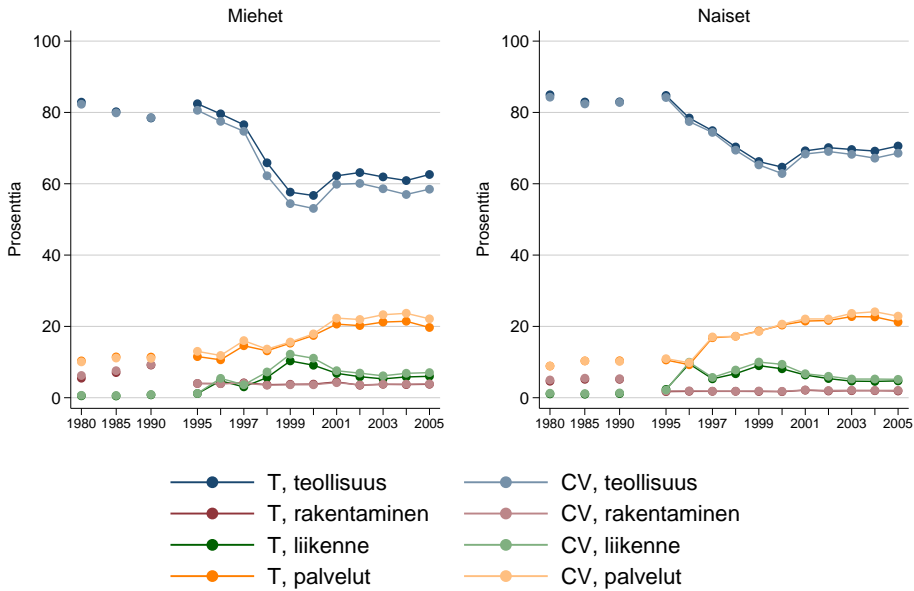 Miehet
Prosenttia
100
80
60
40
20
0
1980 1985 1990 1995 1997 1999 2001 2003 2005
Naiset
Prosenttia
100
80
60
40
20
0
1980 1985 1990 1995 1997 1999 2001 2003 2005
T, teollisuus CV, teollisuus
T, rakentaminen CV, rakentaminen
T, liikenne CV, liikenne
T, palvelut CV, palvelut